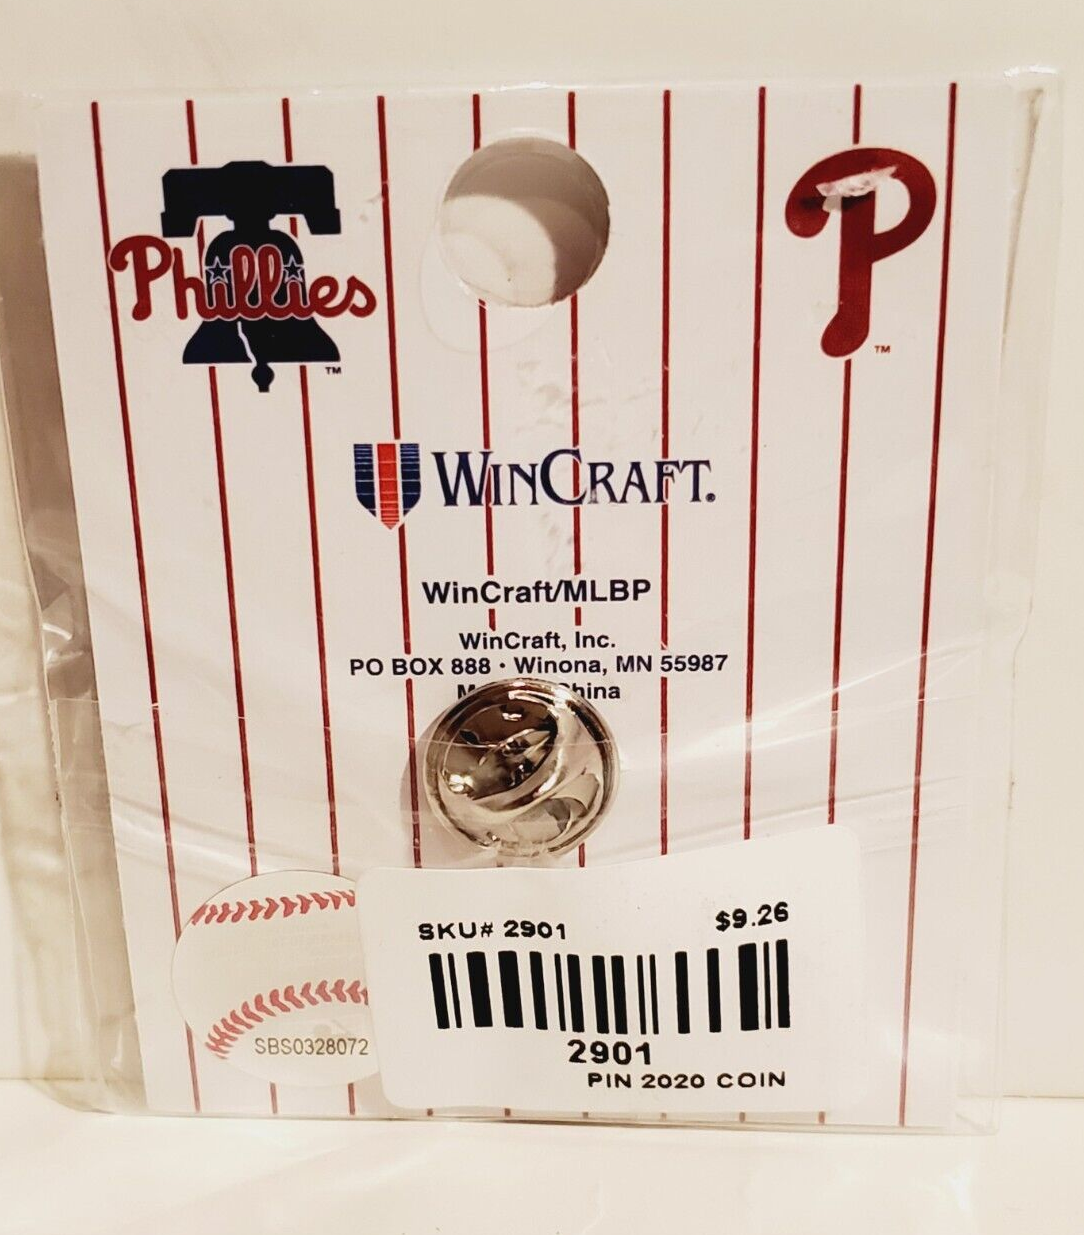 Phillies
TM
P
TM
WINCRAFT.
WinCraft/MLBP
WinCraft, Inc.
PO BOX 888 • Winona, MN 55987
China
SKU# 2901 $9.26
2901
PIN 2020 COIN
SBS0328072